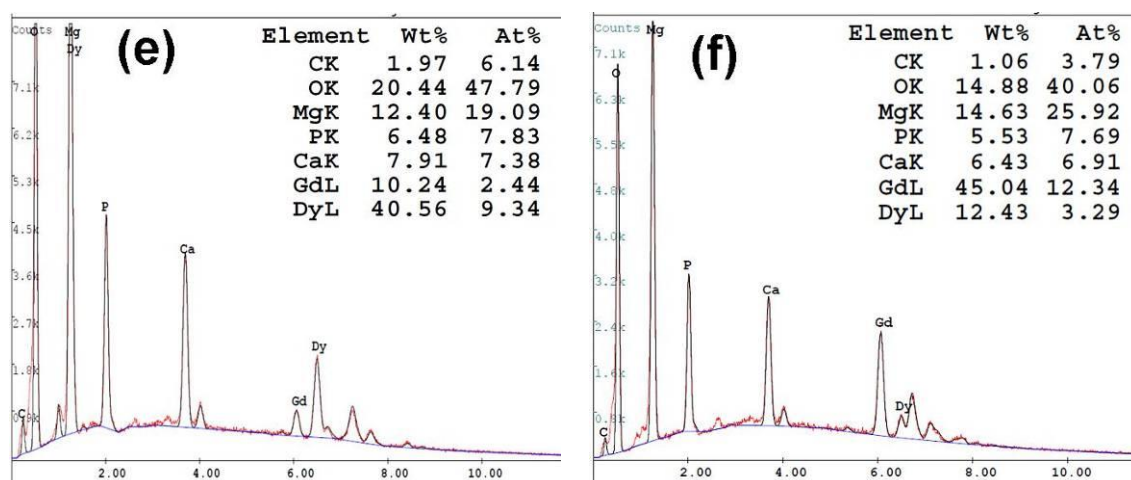 Counts
O
Mg
Dy
(e)
Element Wt% At%
CK 1.97 6.14
OK 20.44 47.79
MgK 12.40 19.09
PK 6.48 7.83
CaK 7.91 7.38
GdL 10.24 2.44
DyL 40.56 9.34
7.1k
6.2k
5.3k
4.5k
3.6k
2.7k
1.8k
0.9k
C
P
Ca
Gd
Dy
2.00 4.00 6.00 8.00 10.00
Counts
O
Mg
(f)
Element Wt% At%
CK 1.06 3.79
OK 14.88 40.06
MgK 14.63 25.92
PK 5.53 7.69
CaK 6.43 6.91
GdL 45.04 12.34
DyL 12.43 3.29
7.1k
6.3k
5.5k
4.8k
4.0k
3.2k
2.4k
1.6k
0.8k
C
P
Ca
Gd
Dy
2.00 4.00 6.00 8.00 10.00